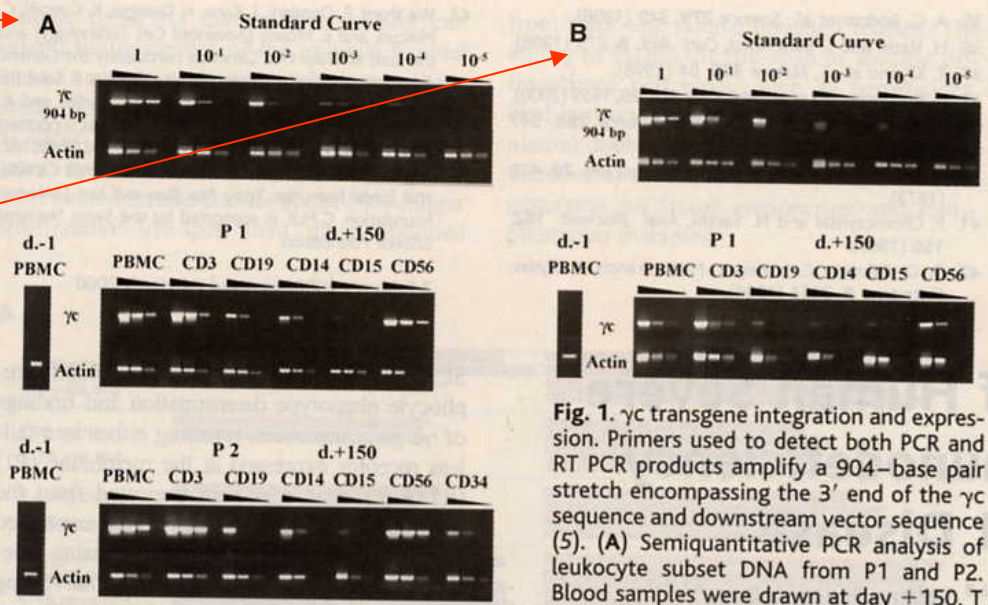 A
Standard Curve
1 10-1 10-2 10-3 10-4 10-5
γc
904 bp
Actin
d.-1
P 1
d.+150
PBMC
PBMC CD3 CD19 CD14 CD15 CD56
γc
Actin
d.-1
P 2
d.+150
PBMC
PBMC CD3 CD19 CD14 CD15 CD56 CD34
γc
Actin
B
Standard Curve
1 10-1 10-2 10-3 10-4 10-5
γc
904 bp
Actin
d.-1
P 1
d.+150
PBMC
PBMC CD3 CD19 CD14 CD15 CD56
γc
Actin
Fig. 1. γc transgene integration and expres-
sion. Primers used to detect both PCR and
RT PCR products amplify a 904–base pair
stretch encompassing the 3′ end of the γc
sequence and downstream vector sequence
(5). (A) Semiquantitative PCR analysis of
leukocyte subset DNA from P1 and P2.
Blood samples were drawn at day +150. T